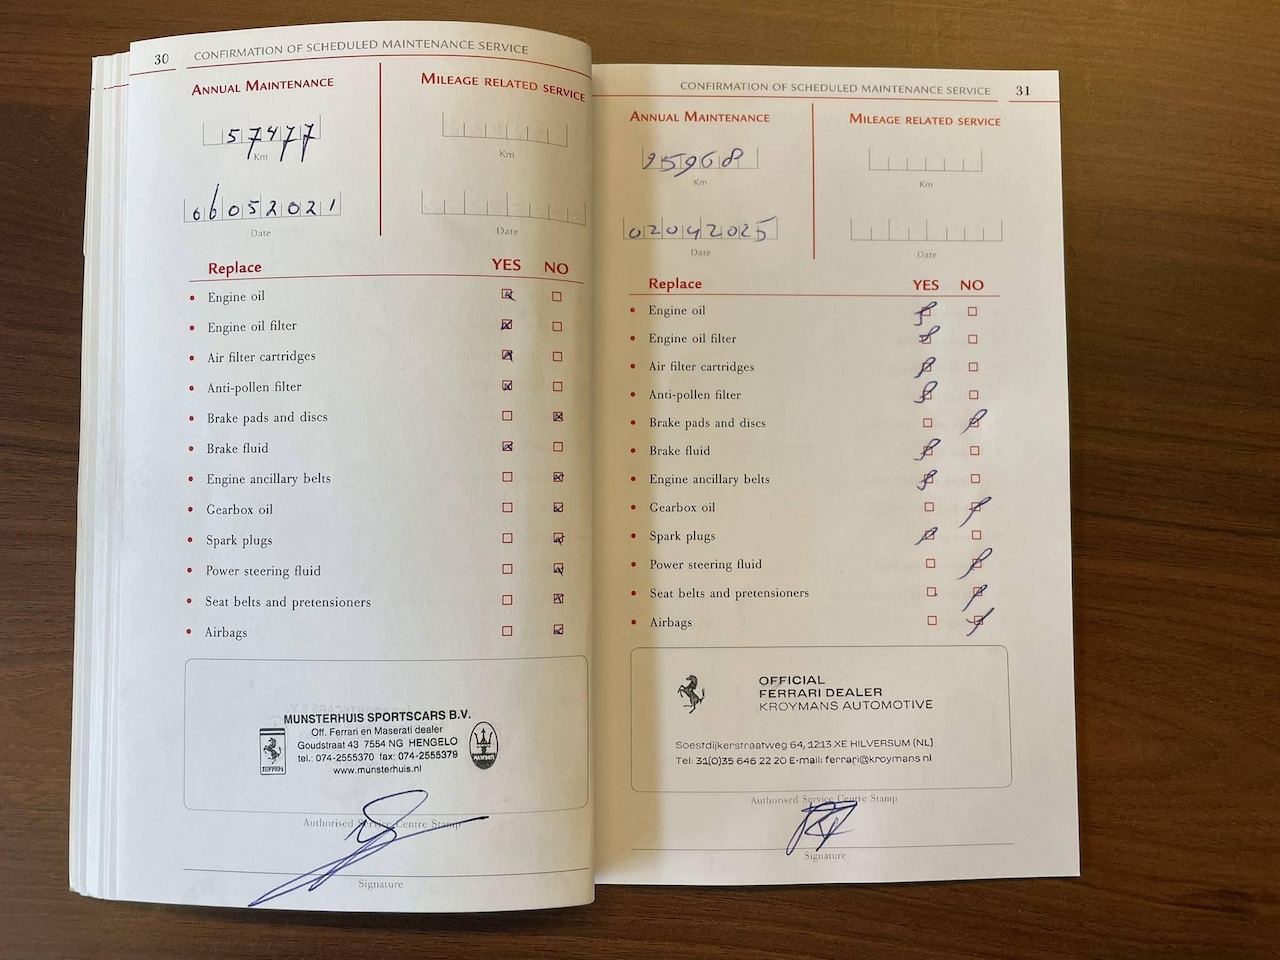 30 CONFIRMATION OF SCHEDULED MAINTENANCE SERVICE
ANNUAL MAINTENANCE
MILEAGE RELATED SERVICE
57477
Km
Km
06052021
Date
Date
Replace YES NO
Engine oil
Engine oil filter
Air filter cartridges
Anti-pollen filter
Brake pads and discs
Brake fluid
Engine ancillary belts
Gearbox oil
Spark plugs
Power steering fluid
Seat belts and pretensioners
Airbags
MUNSTERHUIS SPORTSCARS B.V.
Off. Ferrari en Maserati dealer
Goudstraat 43 7554 NG HENGELO
tel.: 074-2555370 fax: 074-2555379
www.munsterhuis.nl
FERRARI
MASERATI
Authorised Service Centre Stamp
Signature
CONFIRMATION OF SCHEDULED MAINTENANCE SERVICE 31
ANNUAL MAINTENANCE
MILEAGE RELATED SERVICE
95968
Km
Km
02042025
Date
Date
Replace YES NO
Engine oil
Engine oil filter
Air filter cartridges
Anti-pollen filter
Brake pads and discs
Brake fluid
Engine ancillary belts
Gearbox oil
Spark plugs
Power steering fluid
Seat belts and pretensioners
Airbags
OFFICIAL
FERRARI DEALER
KROYMANS AUTOMOTIVE
Soestdijkerstraatweg 64, 1213 XE HILVERSUM (NL)
Tel: 31(0)35 646 22 20 E-mail: ferrari@kroymans.nl
Authorised Service Centre Stamp
Signature